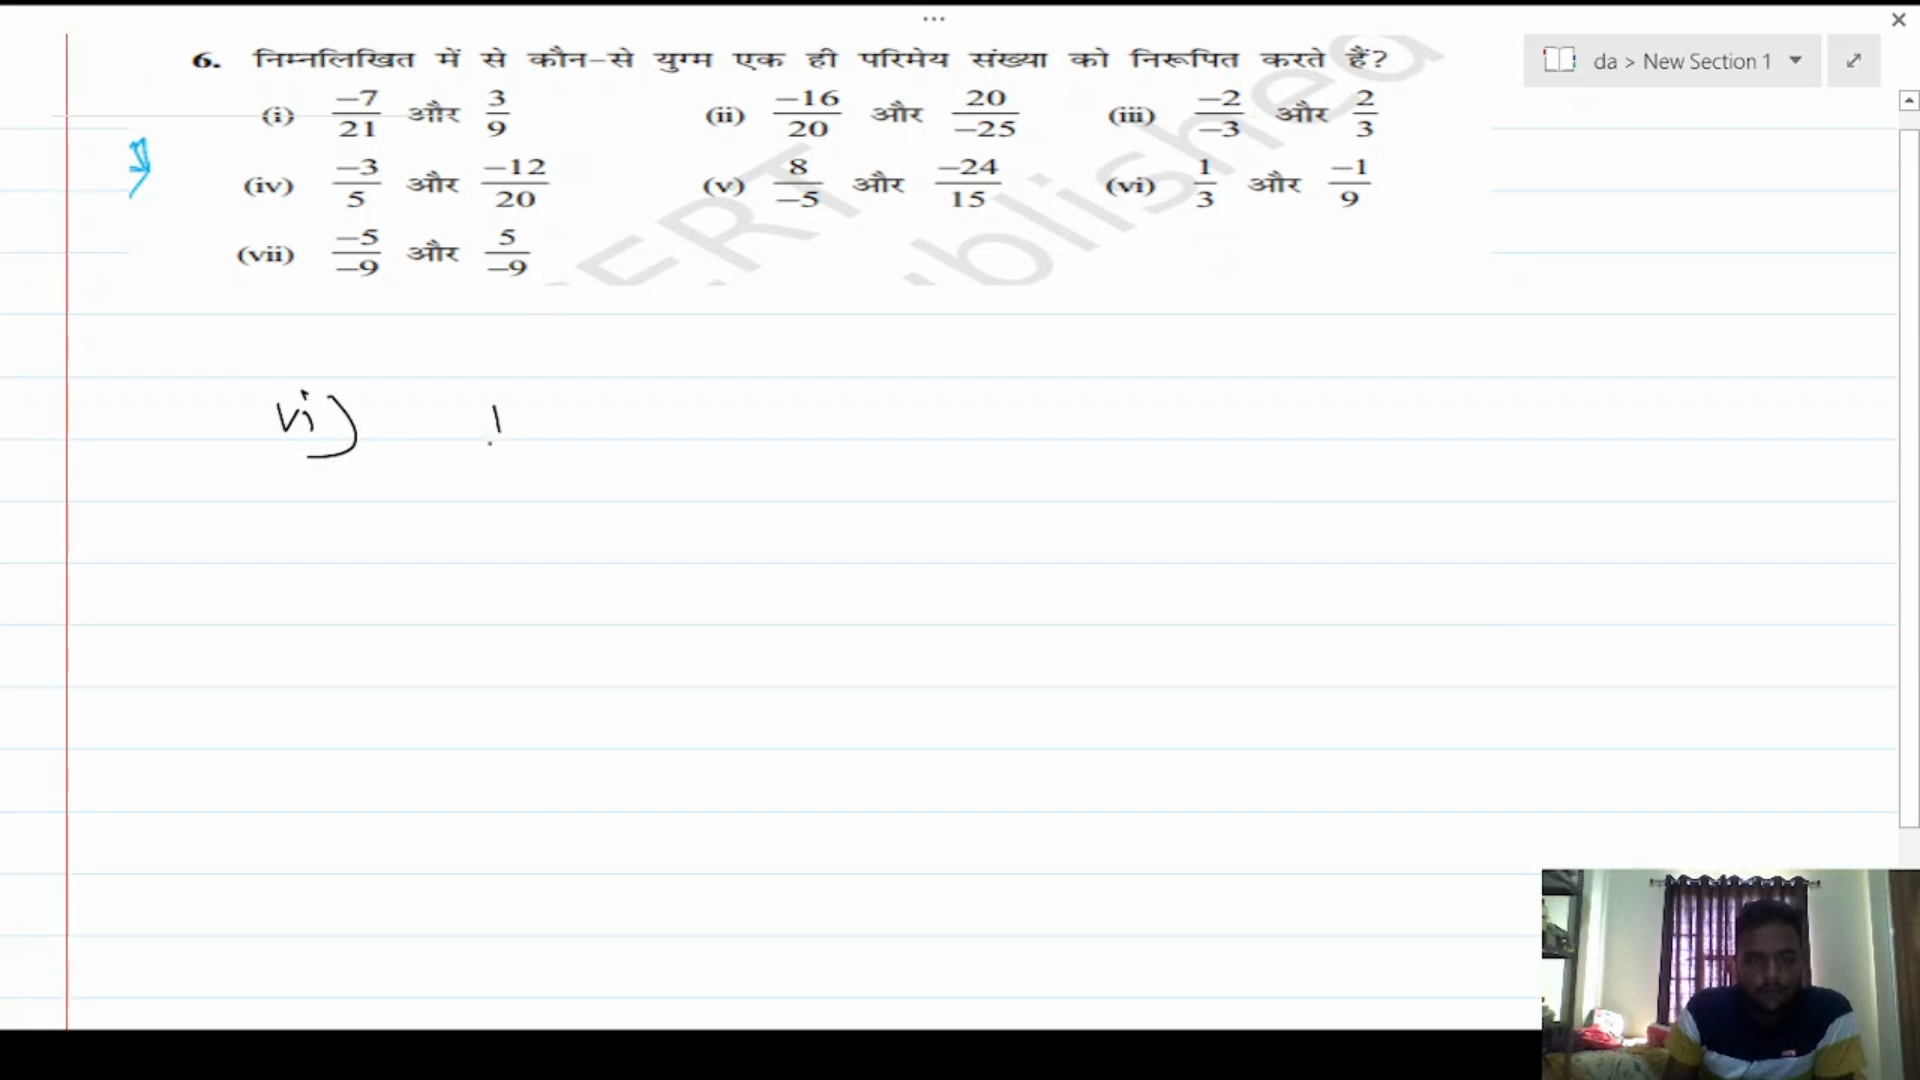 ...
da > New Section 1
6. निम्नलिखित में से कौन-से युग्म एक ही परिमेय संख्या को निरूपित करते हैं?
(i) −7/21 और 3/9 (ii) −16/20 और 20/−25 (iii) −2/−3 और 2/3
(iv) −3/5 और −12/20 (v) 8/−5 और −24/15 (vi) 1/3 और −1/9
(vii) −5/−9 और 5/−9
vi) 1